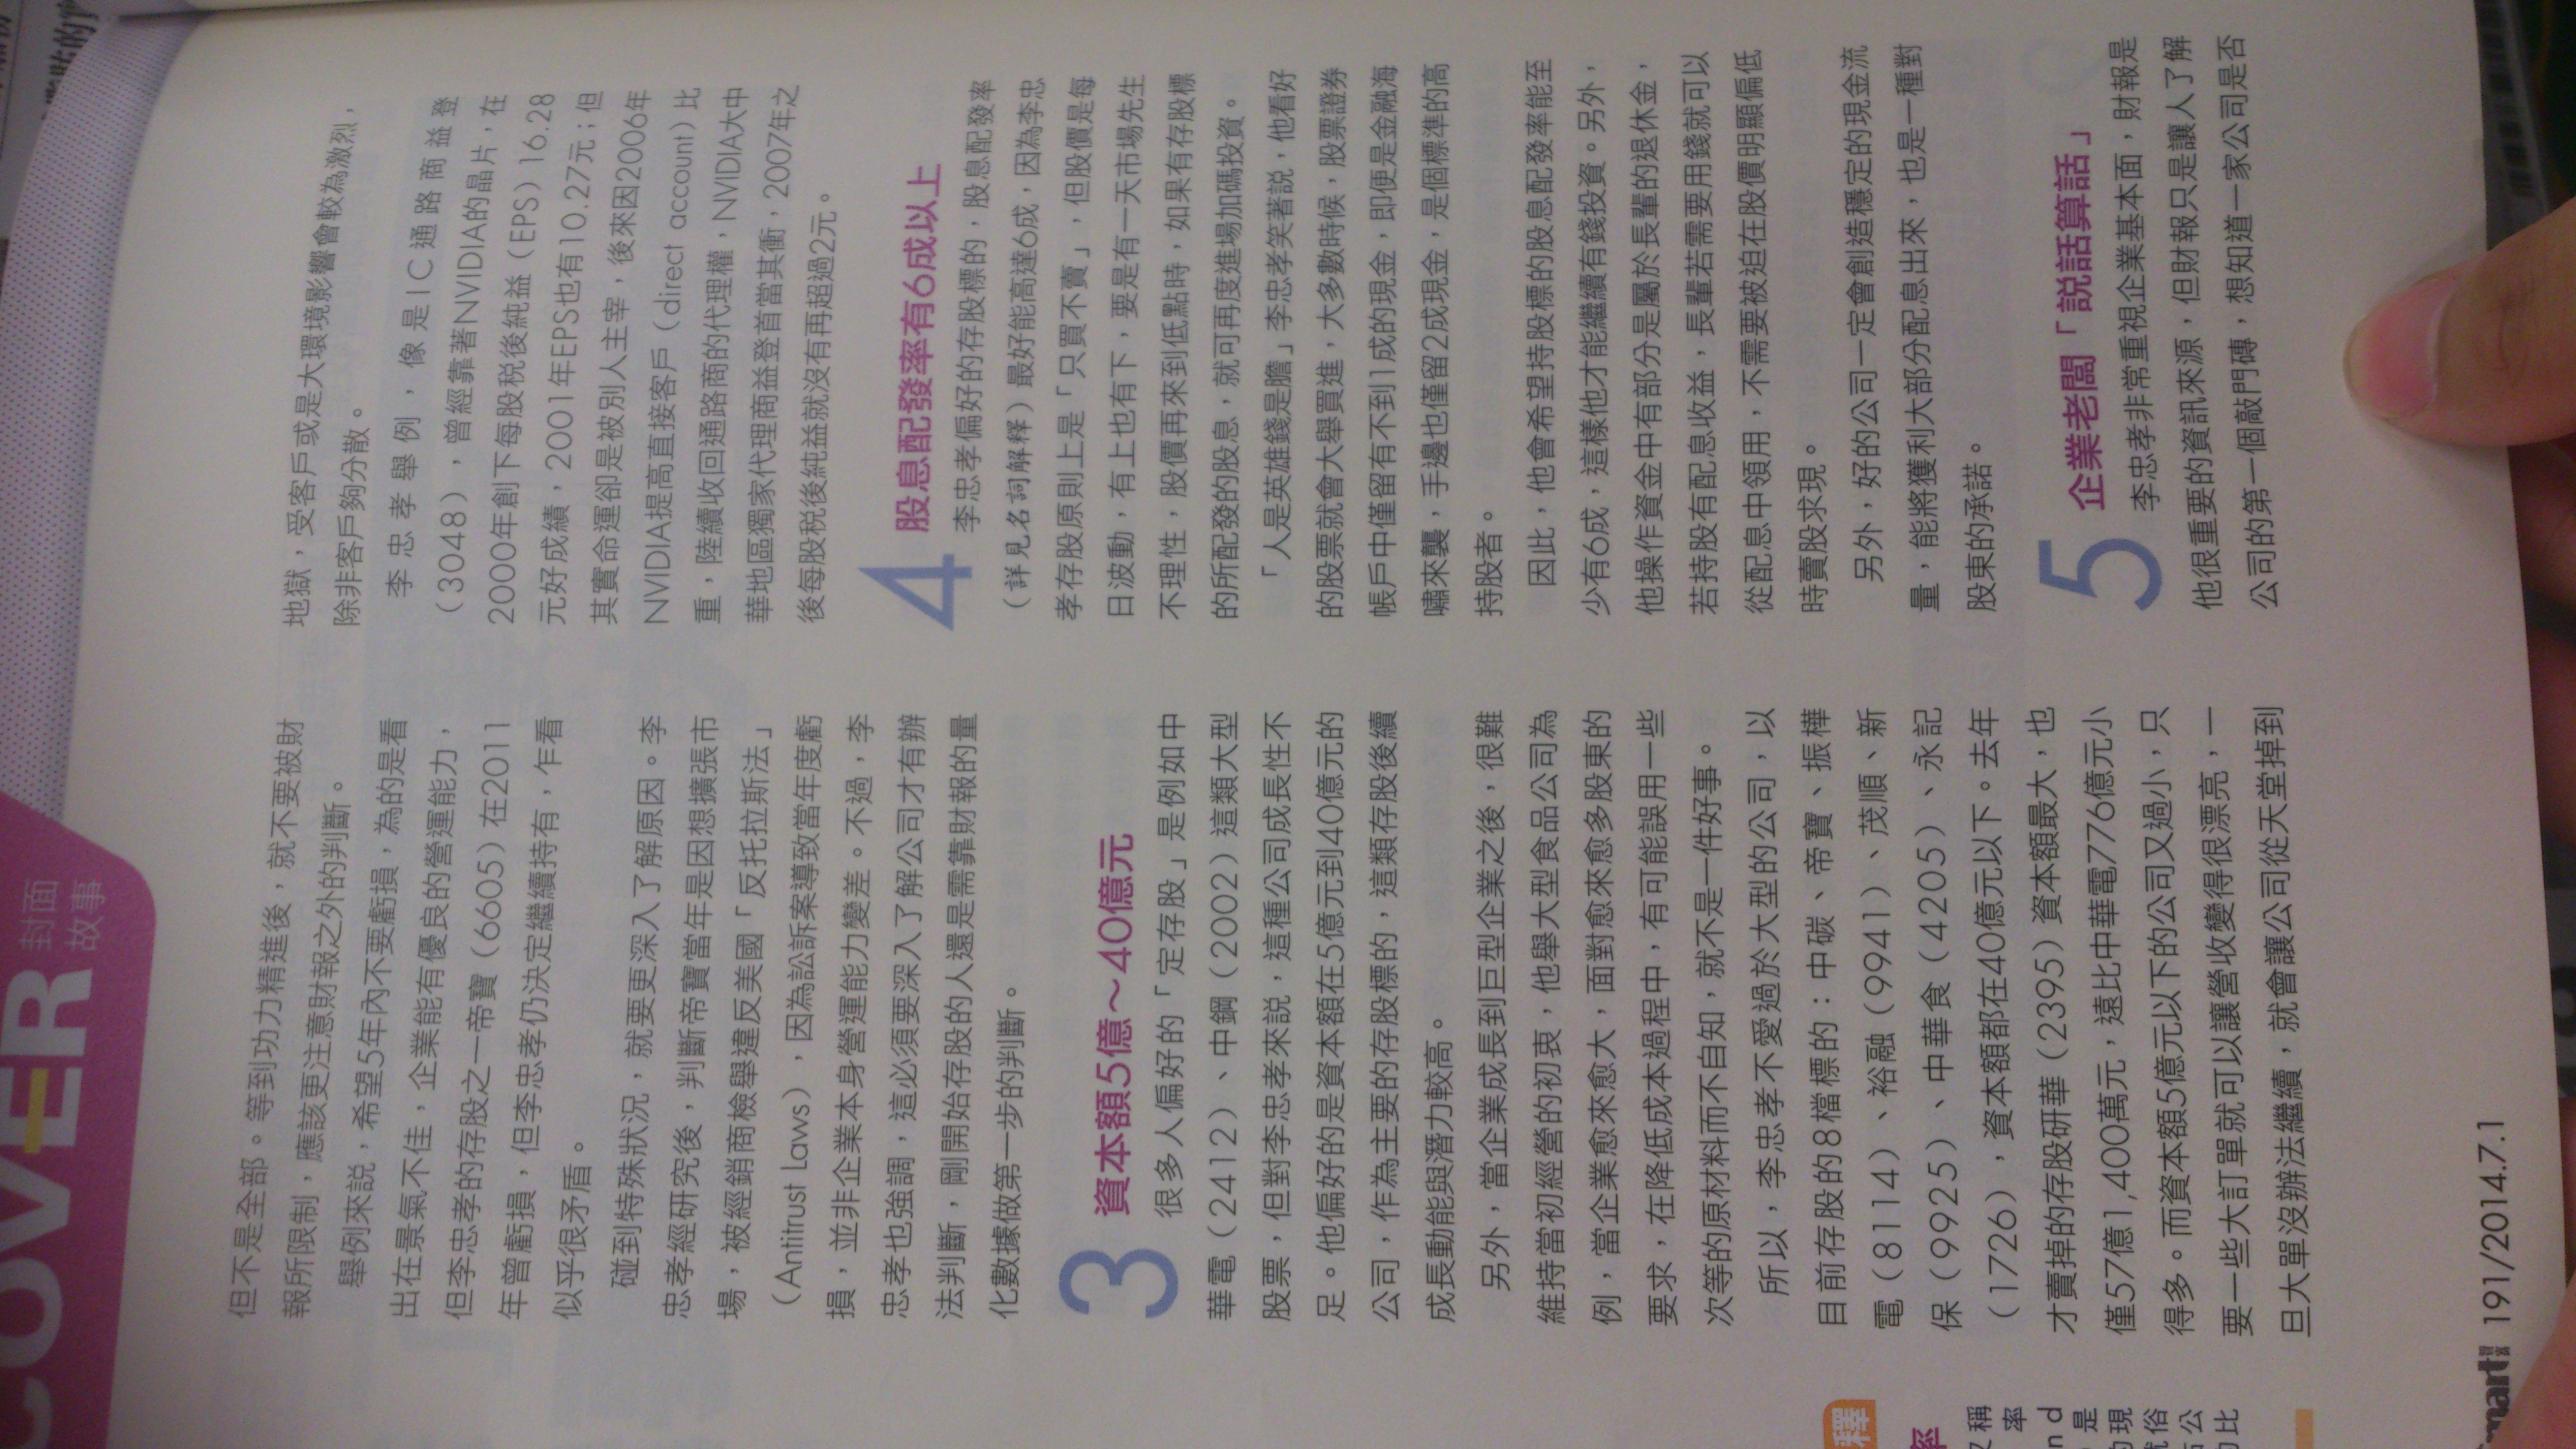 COVER 封面
故事
但不是全部。等到功力精進後，就不要被財
報所限制，應該更注意財報之外的判斷。
舉例來說，希望5年內不要虧損，為的是看
出在景氣不佳，企業能有優良的營運能力，
但李忠孝的存股之一帝寶（6605）在2011
年曾虧損，但李忠孝仍決定繼續持有，乍看
似乎很矛盾。
碰到特殊狀況，就要更深入了解原因。李
忠孝經研究後，判斷帝寶當年是因想擴張市
場，被經銷商檢舉違反美國「反托拉斯法」
（Antitrust Laws），因為訟訴案導致當年度虧
損，並非企業本身營運能力變差。不過，李
忠孝也強調，這必須要深入了解公司才有辦
法判斷，剛開始存股的人還是需靠財報的量
化數據做第一步的判斷。
3 資本額5億～40億元
很多人偏好的「定存股」是例如中
華電（2412）、中鋼（2002）這類大型
股票，但對李忠孝來說，這種公司成長性不
足。他偏好的是資本額在5億元到40億元的
公司，作為主要的存股標的，這類存股後續
成長動能與潛力較高。
另外，當企業成長到巨型企業之後，很難
維持當初經營的初衷，他舉大型食品公司為
例，當企業愈來愈大，面對愈來愈多股東的
要求，在降低成本過程中，有可能誤用一些
次等的原材料而不自知，就不是一件好事。
所以，李忠孝不愛過於大型的公司，以
目前存股的8檔標的：中碳、帝寶、振樺
電（8114）、裕融（9941）、茂順、新
保（9925）、中華食（4205）、永記
（1726），資本額都在40億元以下。去年
才賣掉的存股研華（2395）資本額最大，也
僅57億1,400萬元，遠比中華電776億元小
得多。而資本額5億元以下的公司又過小，只
要一些大訂單就可以讓營收變得很漂亮，一
旦大單沒辦法繼續，就會讓公司從天堂掉到
地獄，受客戶或是大環境影響會較為激烈，
除非客戶夠分散。
李忠孝舉例，像是IC通路商益登
（3048），曾經靠著NVIDIA的晶片，在
2000年創下每股稅後純益（EPS）16.28
元好成績，2001年EPS也有10.27元；但
其實命運卻是被別人主宰，後來因2006年
NVIDIA提高直接客戶（direct account）比
重，陸續收回通路商的代理權，NVIDIA大中
華地區獨家代理商益登首當其衝，2007年之
後每股稅後純益就沒有再超過2元。
4 股息配發率有6成以上
李忠孝偏好的存股標的，股息配發率
（詳見名詞解釋）最好能高達6成，因為李忠
孝存股原則上是「只買不賣」，但股價是每
日波動，有上也有下，要是有一天市場先生
不理性，股價再來到低點時，如果有存股標
的所配發的股息，就可再度進場加碼投資。
「人是英雄錢是膽」李忠孝笑著說，他看好
的股票就會大舉買進，大多數時候，股票證券
帳戶中僅留有不到1成的現金，即便是金融海
嘯來襲，手邊也僅留2成現金，是個標準的高
持股者。
因此，他會希望持股標的股息配發率能至
少有6成，這樣他才能繼續有錢投資。另外，
他操作資金中有部分是屬於長輩的退休金，
若持股有配息收益，長輩若需要用錢就可以
從配息中領用，不需要被迫在股價明顯偏低
時賣股求現。
另外，好的公司一定會創造穩定的現金流
量，能將獲利大部分配息出來，也是一種對
股東的承諾。
5 企業老闆「說話算話」
李忠孝非常重視企業基本面，財報是
他很重要的資訊來源，但財報只是讓人了解
公司的第一個敲門磚，想知道一家公司是否
釋
率
又稱
率
nd
是
的現
就俗
占公
的比
Smart智富 191/2014.7.1